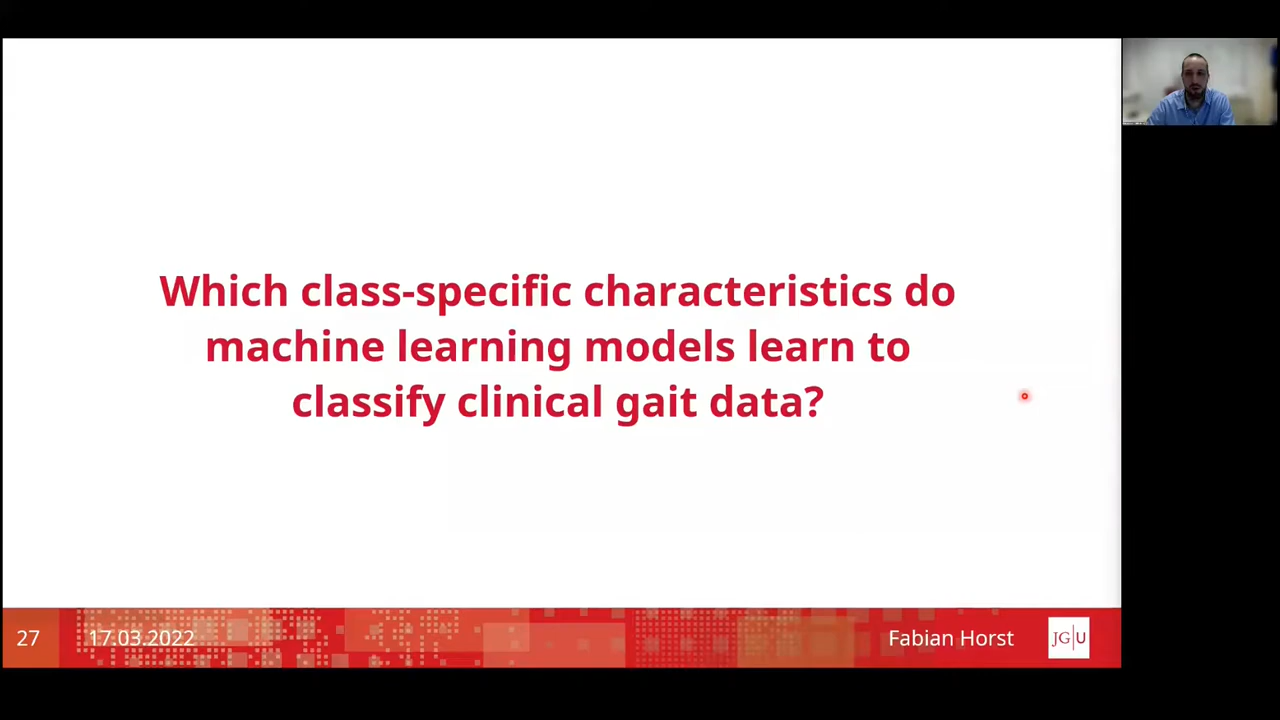 Which class-specific characteristics do
machine learning models learn to
classify clinical gait data?
27
17.03.2022
Fabian Horst
JG|U